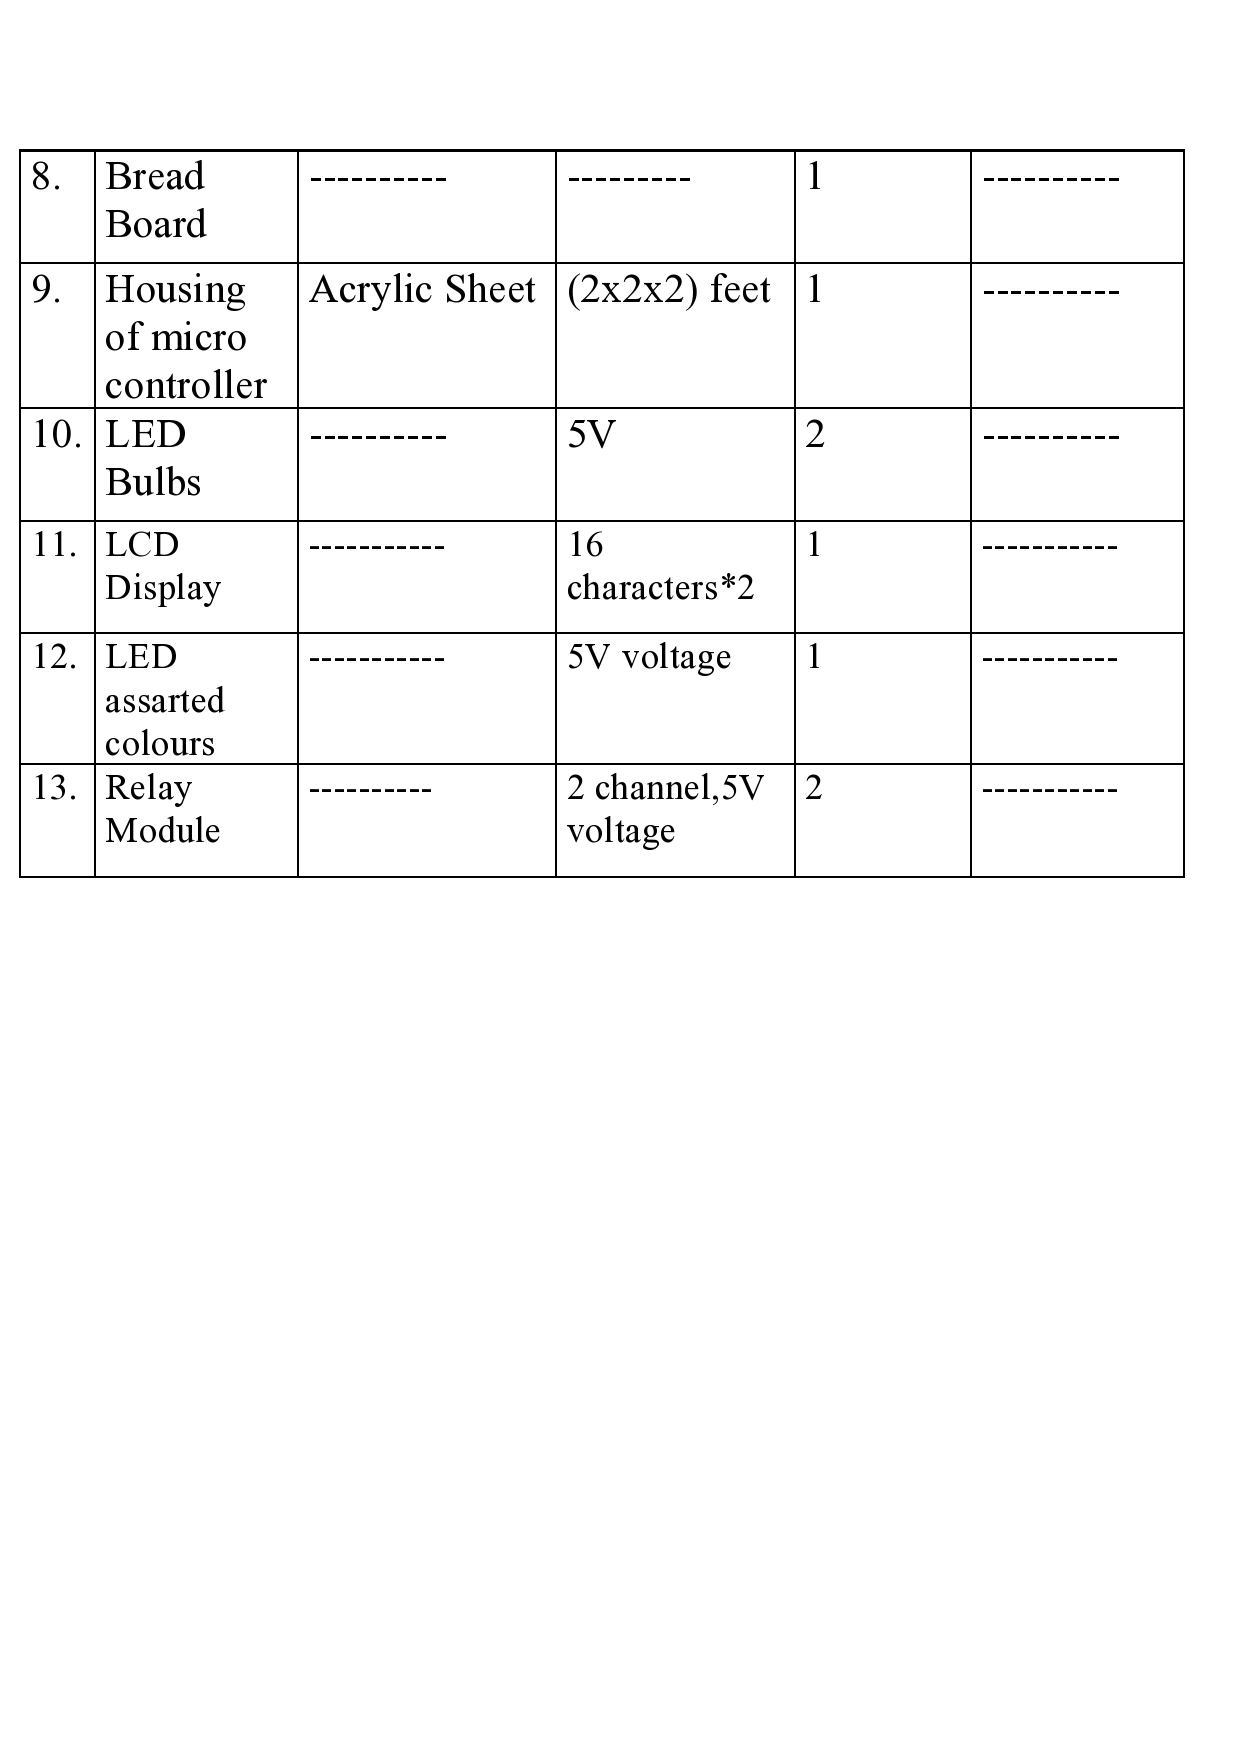 8. Bread ---------- --------- 1 ----------
Board
9. Housing Acrylic Sheet (2x2x2) feet 1 ----------
of micro
controller
10. LED ---------- 5V 2 ----------
Bulbs
11. LCD ----------- 16 1 -----------
Display characters*2
12. LED ----------- 5V voltage 1 -----------
assarted
colours
13. Relay ---------- 2 channel,5V 2 -----------
Module voltage